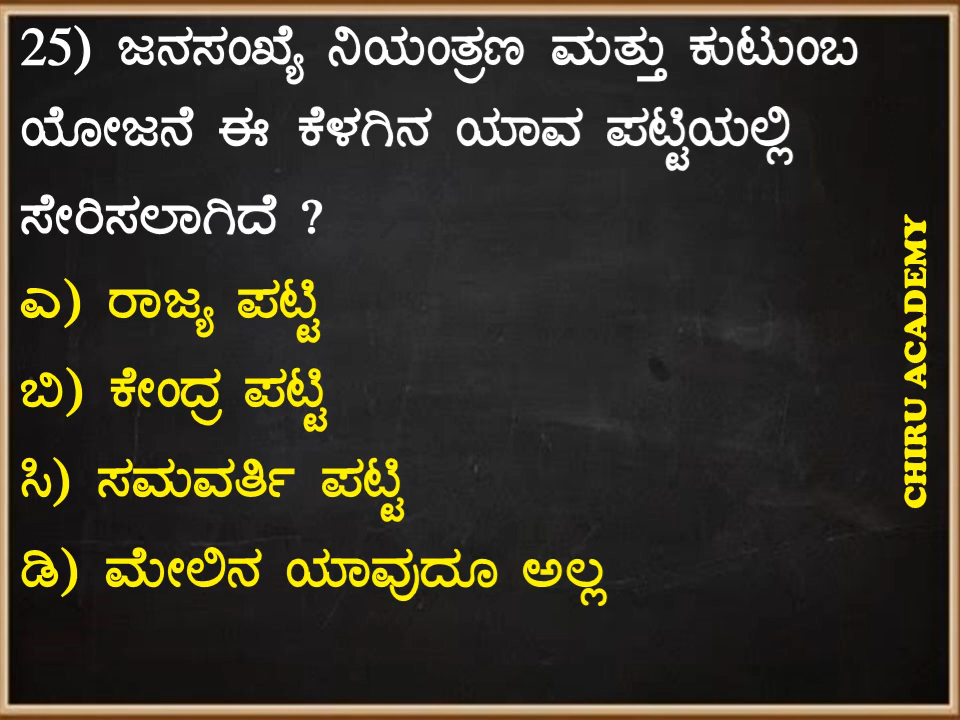 25) ಜನಸಂಖ್ಯೆ ನಿಯಂತ್ರಣ ಮತ್ತು ಕುಟುಂಬ
ಯೋಜನೆ ಈ ಕೆಳಗಿನ ಯಾವ ಪಟ್ಟಿಯಲ್ಲಿ
ಸೇರಿಸಲಾಗಿದೆ ?
ಎ) ರಾಜ್ಯ ಪಟ್ಟಿ
ಬಿ) ಕೇಂದ್ರ ಪಟ್ಟಿ
ಸಿ) ಸಮವರ್ತಿ ಪಟ್ಟಿ
ಡಿ) ಮೇಲಿನ ಯಾವುದೂ ಅಲ್ಲ
CHIRU ACADEMY